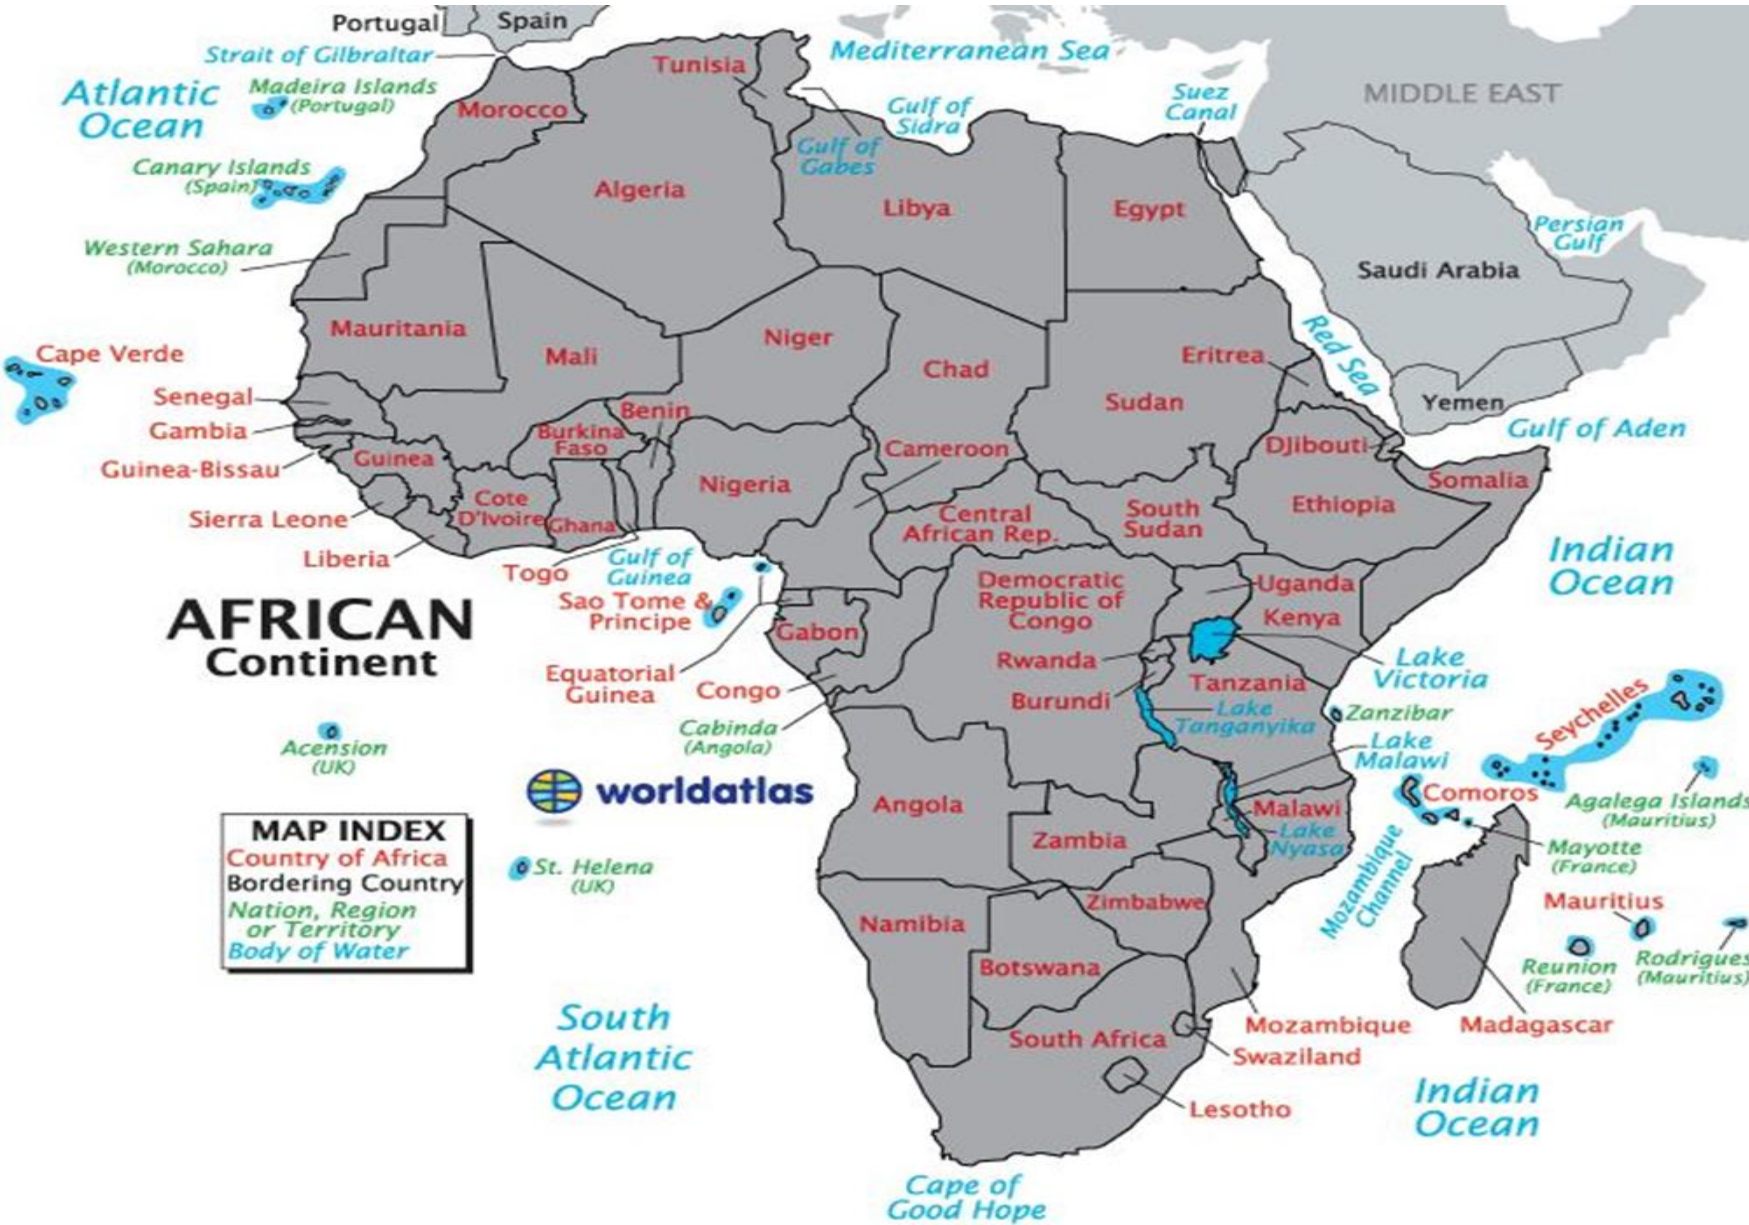 Portugal
Spain
Strait of Gilbraltar
Mediterranean Sea
Tunisia
Atlantic
Ocean
Madeira Islands
(Portugal)
Morocco
Gulf of
Sidra
Suez
Canal
MIDDLE EAST
Gulf of
Gabes
Canary Islands
(Spain)
Algeria
Libya
Egypt
Persian
Gulf
Western Sahara
(Morocco)
Saudi Arabia
Mauritania
Niger
Mali
Red Sea
Cape Verde
Chad
Eritrea
Senegal
Benin
Sudan
Yemen
Gambia
Burkina
Faso
Cameroon
DJibouti
Gulf of Aden
Guinea-Bissau
Guinea
Nigeria
Somalia
Cote
D'Ivoire
Ghana
Ethiopia
Sierra Leone
Central
African Rep.
South
Sudan
Liberia
Togo
Gulf of
Guinea
Indian
Ocean
Democratic
Republic of
Congo
Uganda
Sao Tome &
Principe
Gabon
Kenya
AFRICAN
Continent
Rwanda
Lake
Victoria
Equatorial
Guinea
Congo
Burundi
Tanzania
Lake
Tanganyika
Zanzibar
Seychelles
Cabinda
(Angola)
Acension
(UK)
Lake
Malawi
worldatlas
Angola
Malawi
Comoros
Agalega Islands
(Mauritius)
MAP INDEX
Country of Africa
Bordering Country
Nation, Region
or Territory
Body of Water
Zambia
Lake
Nyasa
Mozambique
Channel
Mayotte
(France)
St. Helena
(UK)
Namibia
Zimbabwe
Mauritius
Botswana
Reunion
(France)
Rodrigues
(Mauritius)
South
Atlantic
Ocean
South Africa
Mozambique
Madagascar
Swaziland
Lesotho
Indian
Ocean
Cape of
Good Hope